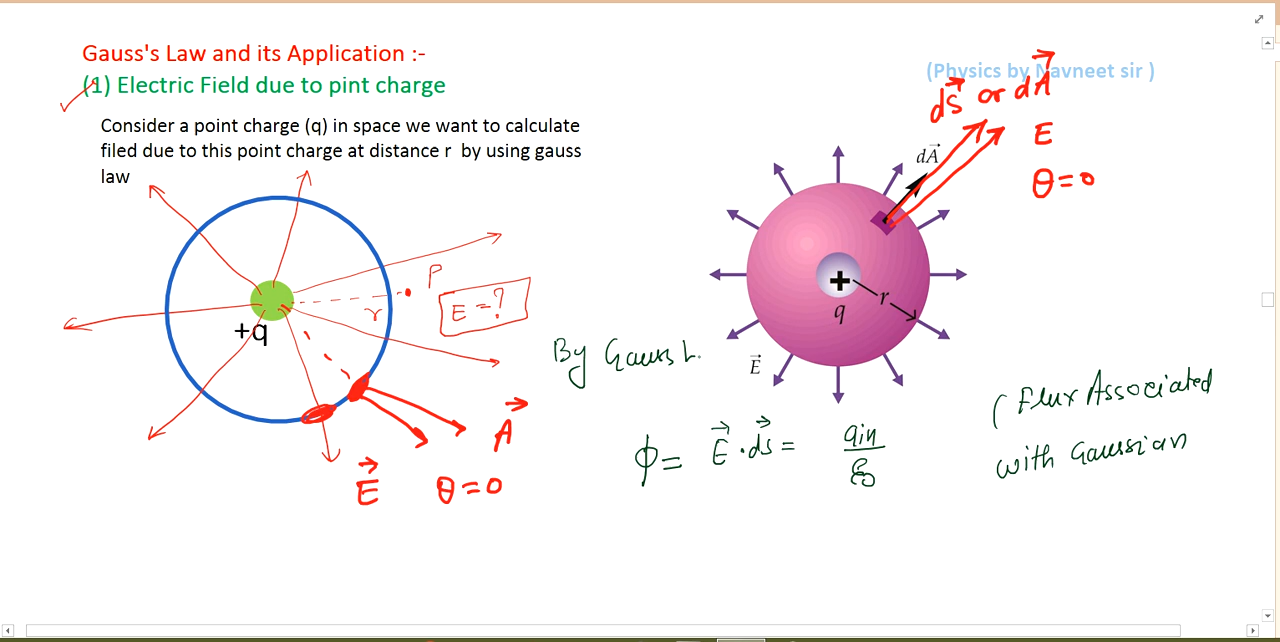 Gauss's Law and its Application :-
(1) Electric Field due to pint charge
(Physics by Navneet sir )
Consider a point charge (q) in space we want to calculate
filed due to this point charge at distance r by using gauss
law
P
r
E = ?
+q
A
E
θ = 0
ds or dA
E
θ = 0
dA
+
q
r
E
By Gauss L.
ϕ = E . ds = qin / ε0
( Flux Associated
with Gaussian